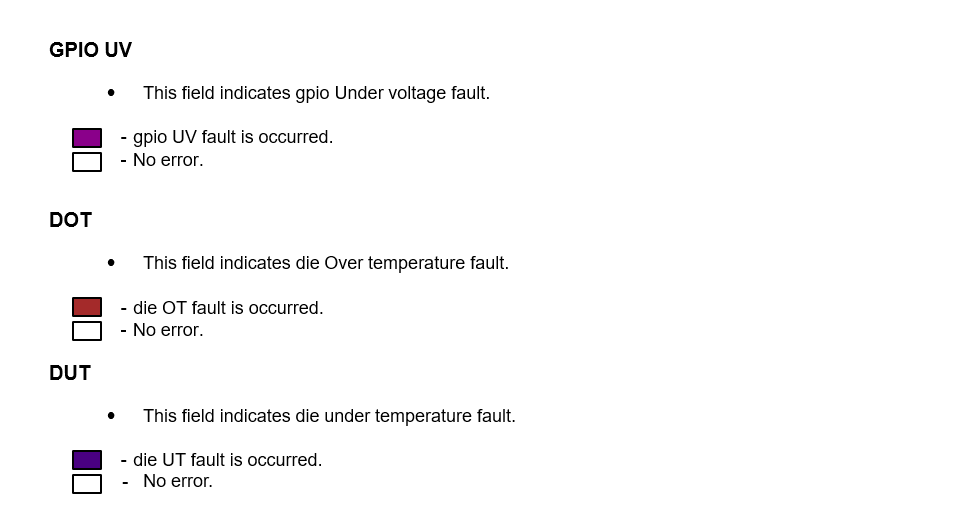 GPIO UV
• This field indicates gpio Under voltage fault.
- gpio UV fault is occurred.
- No error.
DOT
• This field indicates die Over temperature fault.
- die OT fault is occurred.
- No error.
DUT
• This field indicates die under temperature fault.
- die UT fault is occurred.
- No error.